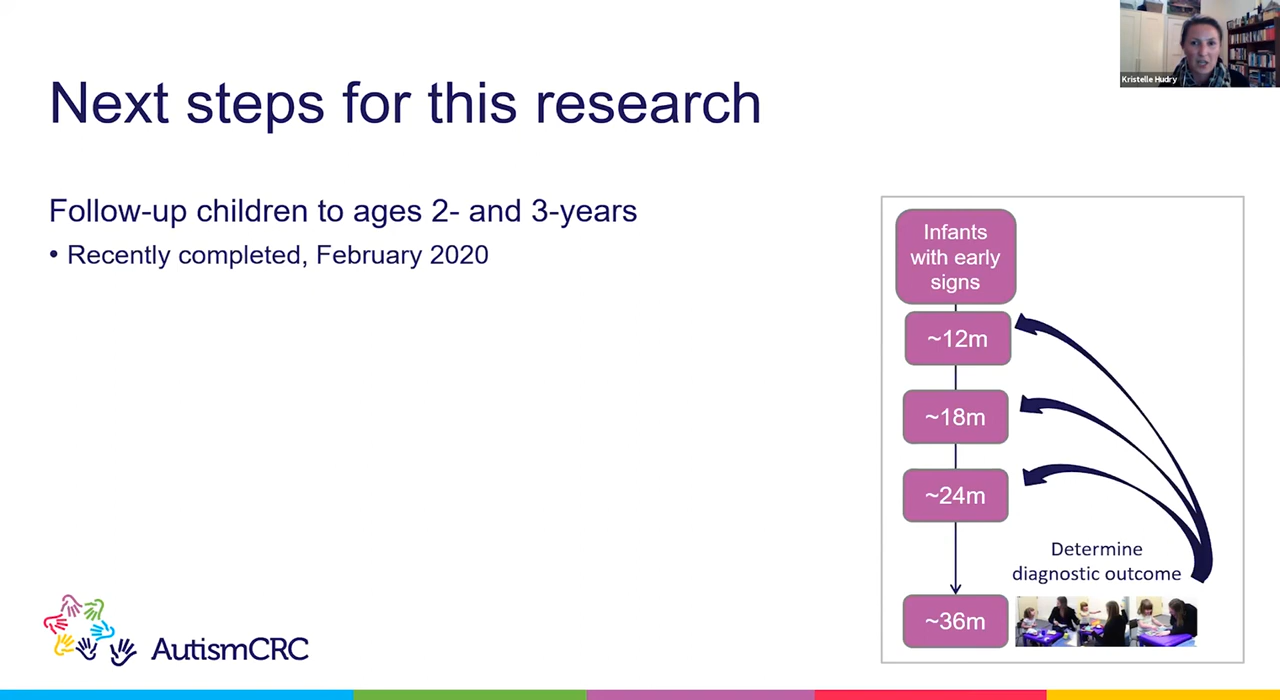 Kristelle Hudry
Next steps for this research
Follow-up children to ages 2- and 3-years
• Recently completed, February 2020
Infants
with early
signs
~12m
~18m
~24m
Determine
diagnostic outcome
~36m
AutismCRC